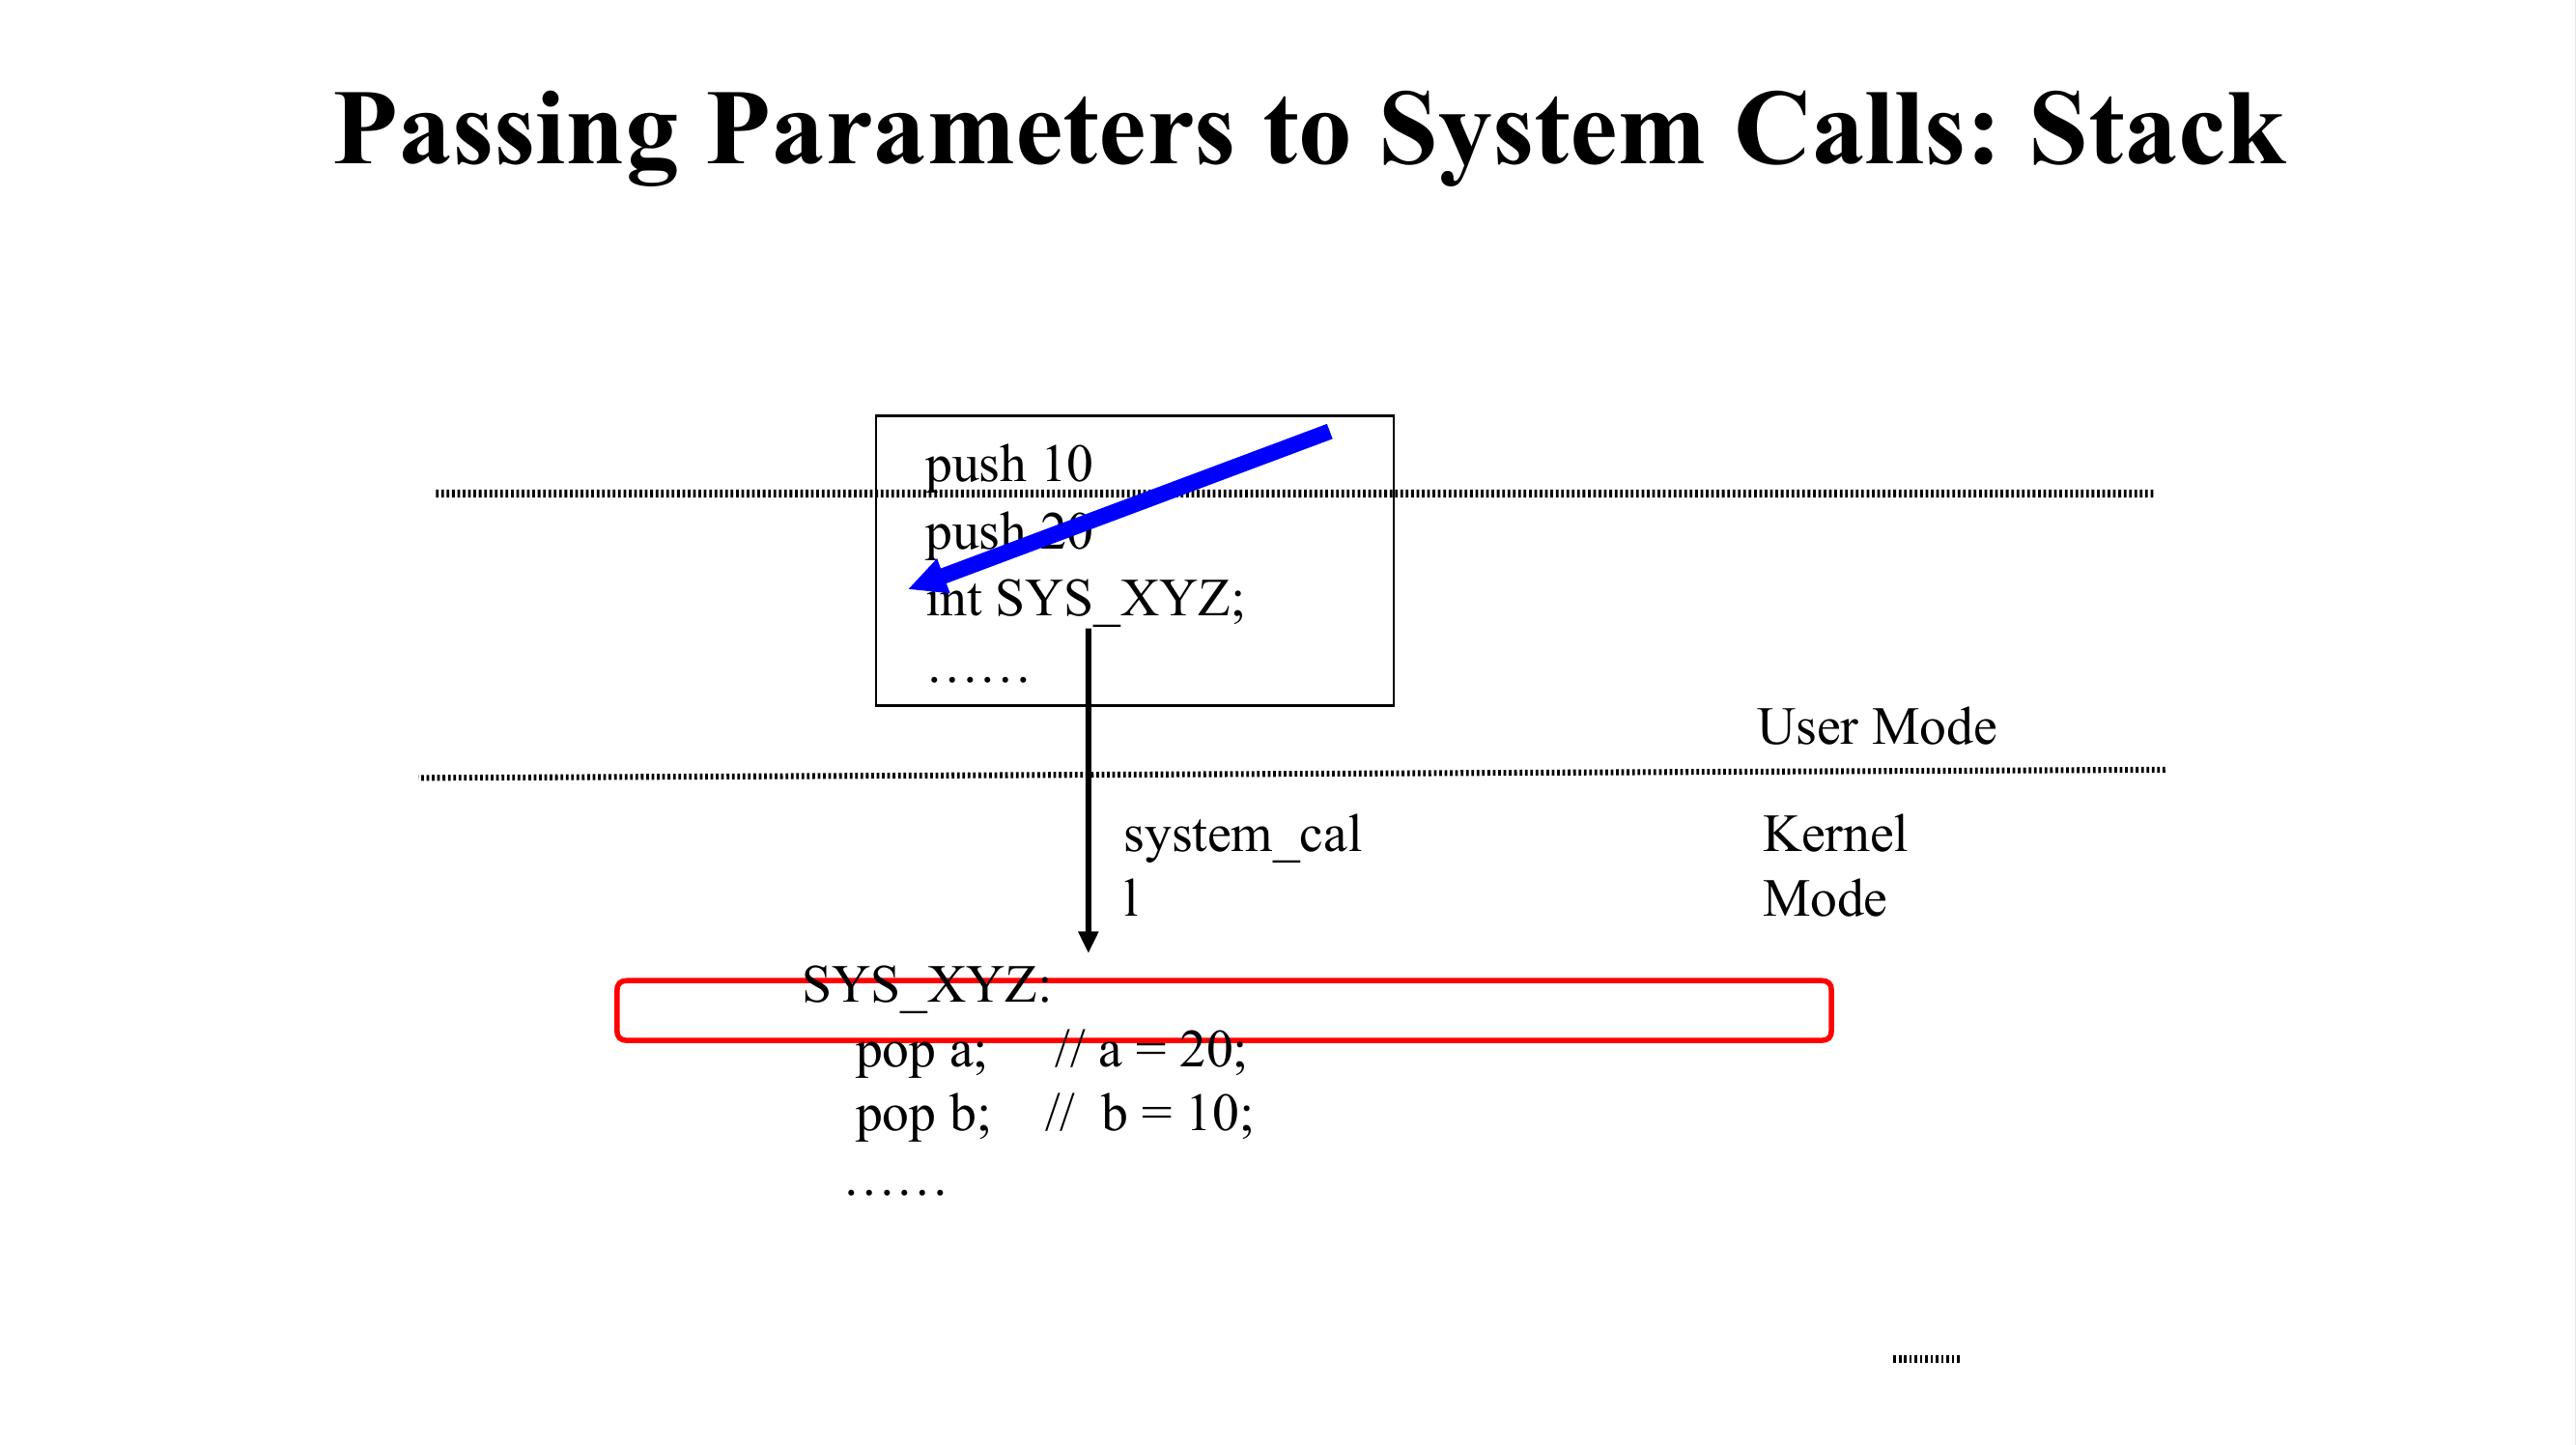 Passing Parameters to System Calls: Stack
push 10
push 20
int SYS_XYZ;
……
User Mode
system_cal
l
Kernel
Mode
SYS_XYZ:
pop a; // a = 20;
pop b; // b = 10;
……